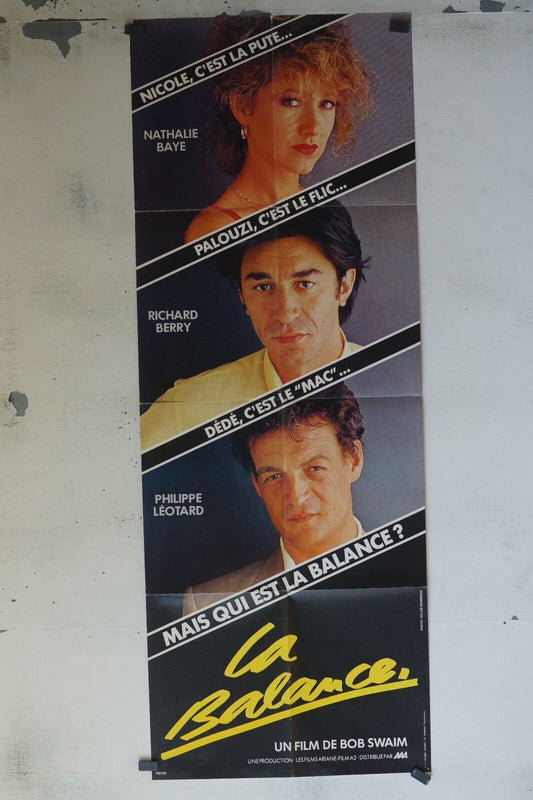 NICOLE, C'EST LA PUTE...
NATHALIE
BAYE
PALOUZI, C'EST LE FLIC...
RICHARD
BERRY
DÉDÉ, C'EST LE "MAC"...
PHILIPPE
LÉOTARD
MAIS QUI EST LA BALANCE ?
La
Balance.
UN FILM DE BOB SWAIM
UNE PRODUCTION LES FILMS ARIANE-FILM A2 - DISTRIBUÉ PAR AAA